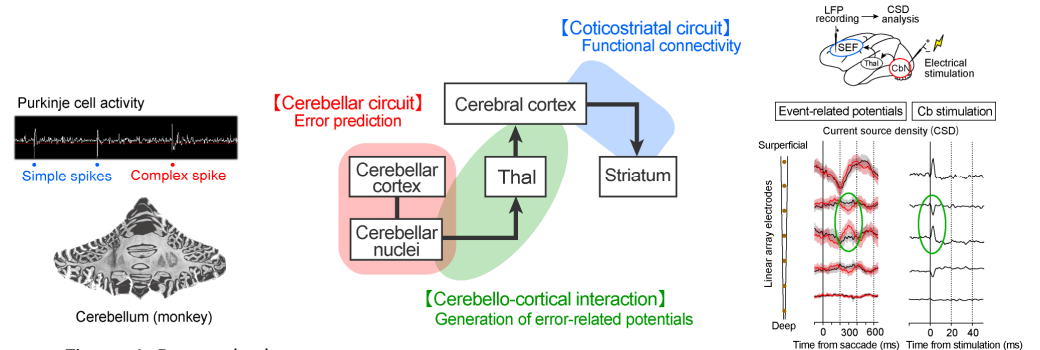 Purkinje cell activity
Simple spikes
Complex spike
Cerebellum (monkey)
【Cerebellar circuit】
Error prediction
【Coticostriatal circuit】
Functional connectivity
Cerebral cortex
Cerebellar
cortex
Thal
Striatum
Cerebellar
nuclei
【Cerebello-cortical interaction】
Generation of error-related potentials
LFP
recording
CSD
analysis
SEF
Thal
CbN
Electrical
stimulation
Event-related potentials
Cb stimulation
Current source density (CSD)
Surperficial
Linear array electrodes
Deep
0 300 600
Time from saccade (ms)
0 20 40
Time from stimulation (ms)